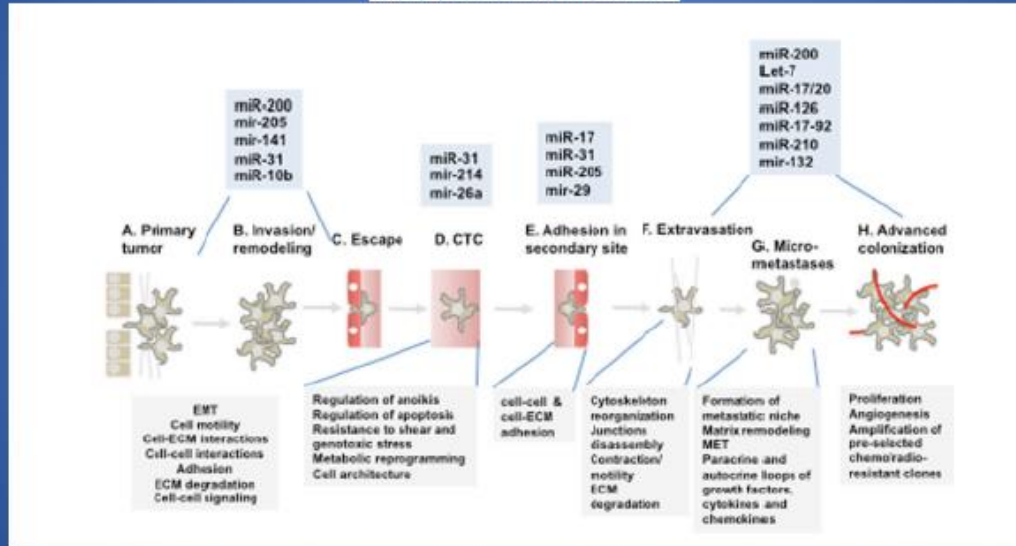 miR-200
mir-205
mir-141
miR-31
miR-10b
miR-31
mir-214
mir-26a
miR-17
miR-31
miR-205
mir-29
miR-200
Let-7
miR-17/20
miR-126
miR-17-92
miR-210
mir-132
A. Primary
tumor
B. Invasion/
remodeling
C. Escape
D. CTC
E. Adhesion in
secondary site
F. Extravasation
G. Micro-
metastases
H. Advanced
colonization
EMT
Cell motility
Cell-ECM interactions
Cell-cell interactions
Adhesion
ECM degradation
Cell-cell signaling
Regulation of anoikis
Regulation of apoptosis
Resistance to shear and
genotoxic stress
Metabolic reprogramming
Cell architecture
cell-cell &
cell-ECM
adhesion
Cytoskeleton
reorganization
Junctions
disassembly
Contraction/
motility
ECM
degradation
Formation of
metastatic niche
Matrix remodeling
MET
Paracrine and
autocrine loops of
growth factors,
cytokines and
chemokines
Proliferation
Angiogenesis
Amplification of
pre-selected
chemo/radio-
resistant clones